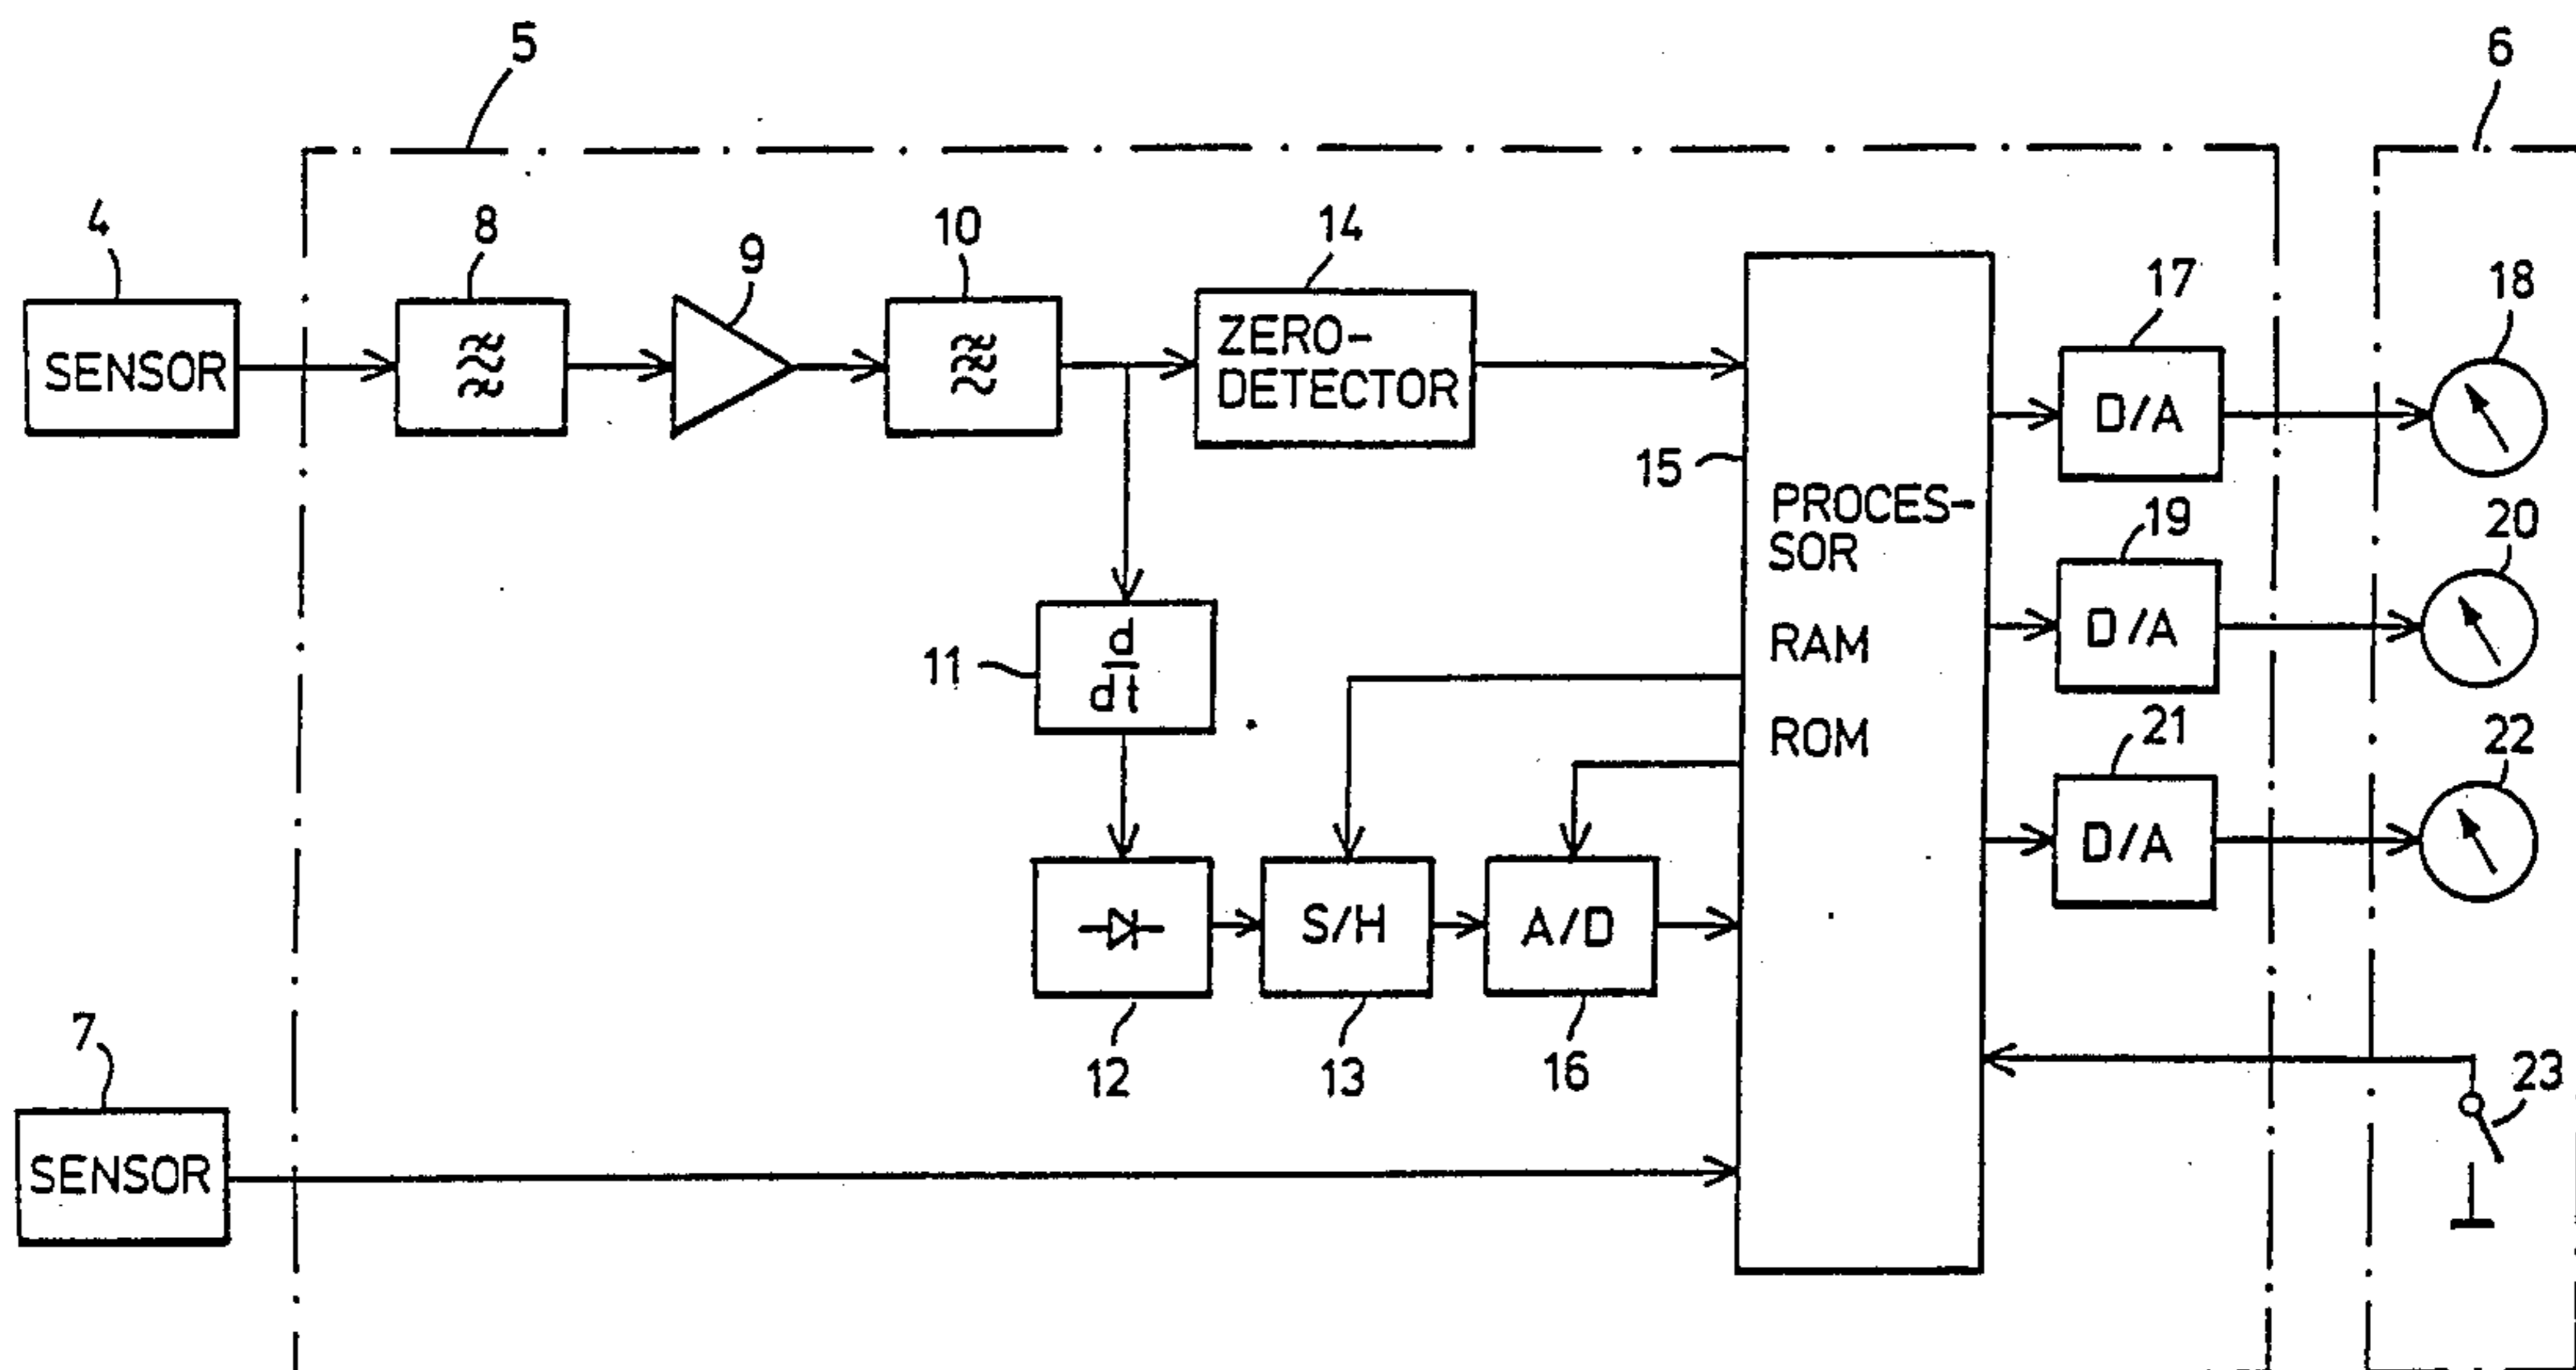 5
6
4
8
9
10
14
17
18
SENSOR
ZERO-
DETECTOR
D/A
15
PROCES-
SOR
19
20
D/A
11
d
dt
RAM
ROM
21
22
D/A
S/H
A/D
12
13
16
7
23
SENSOR